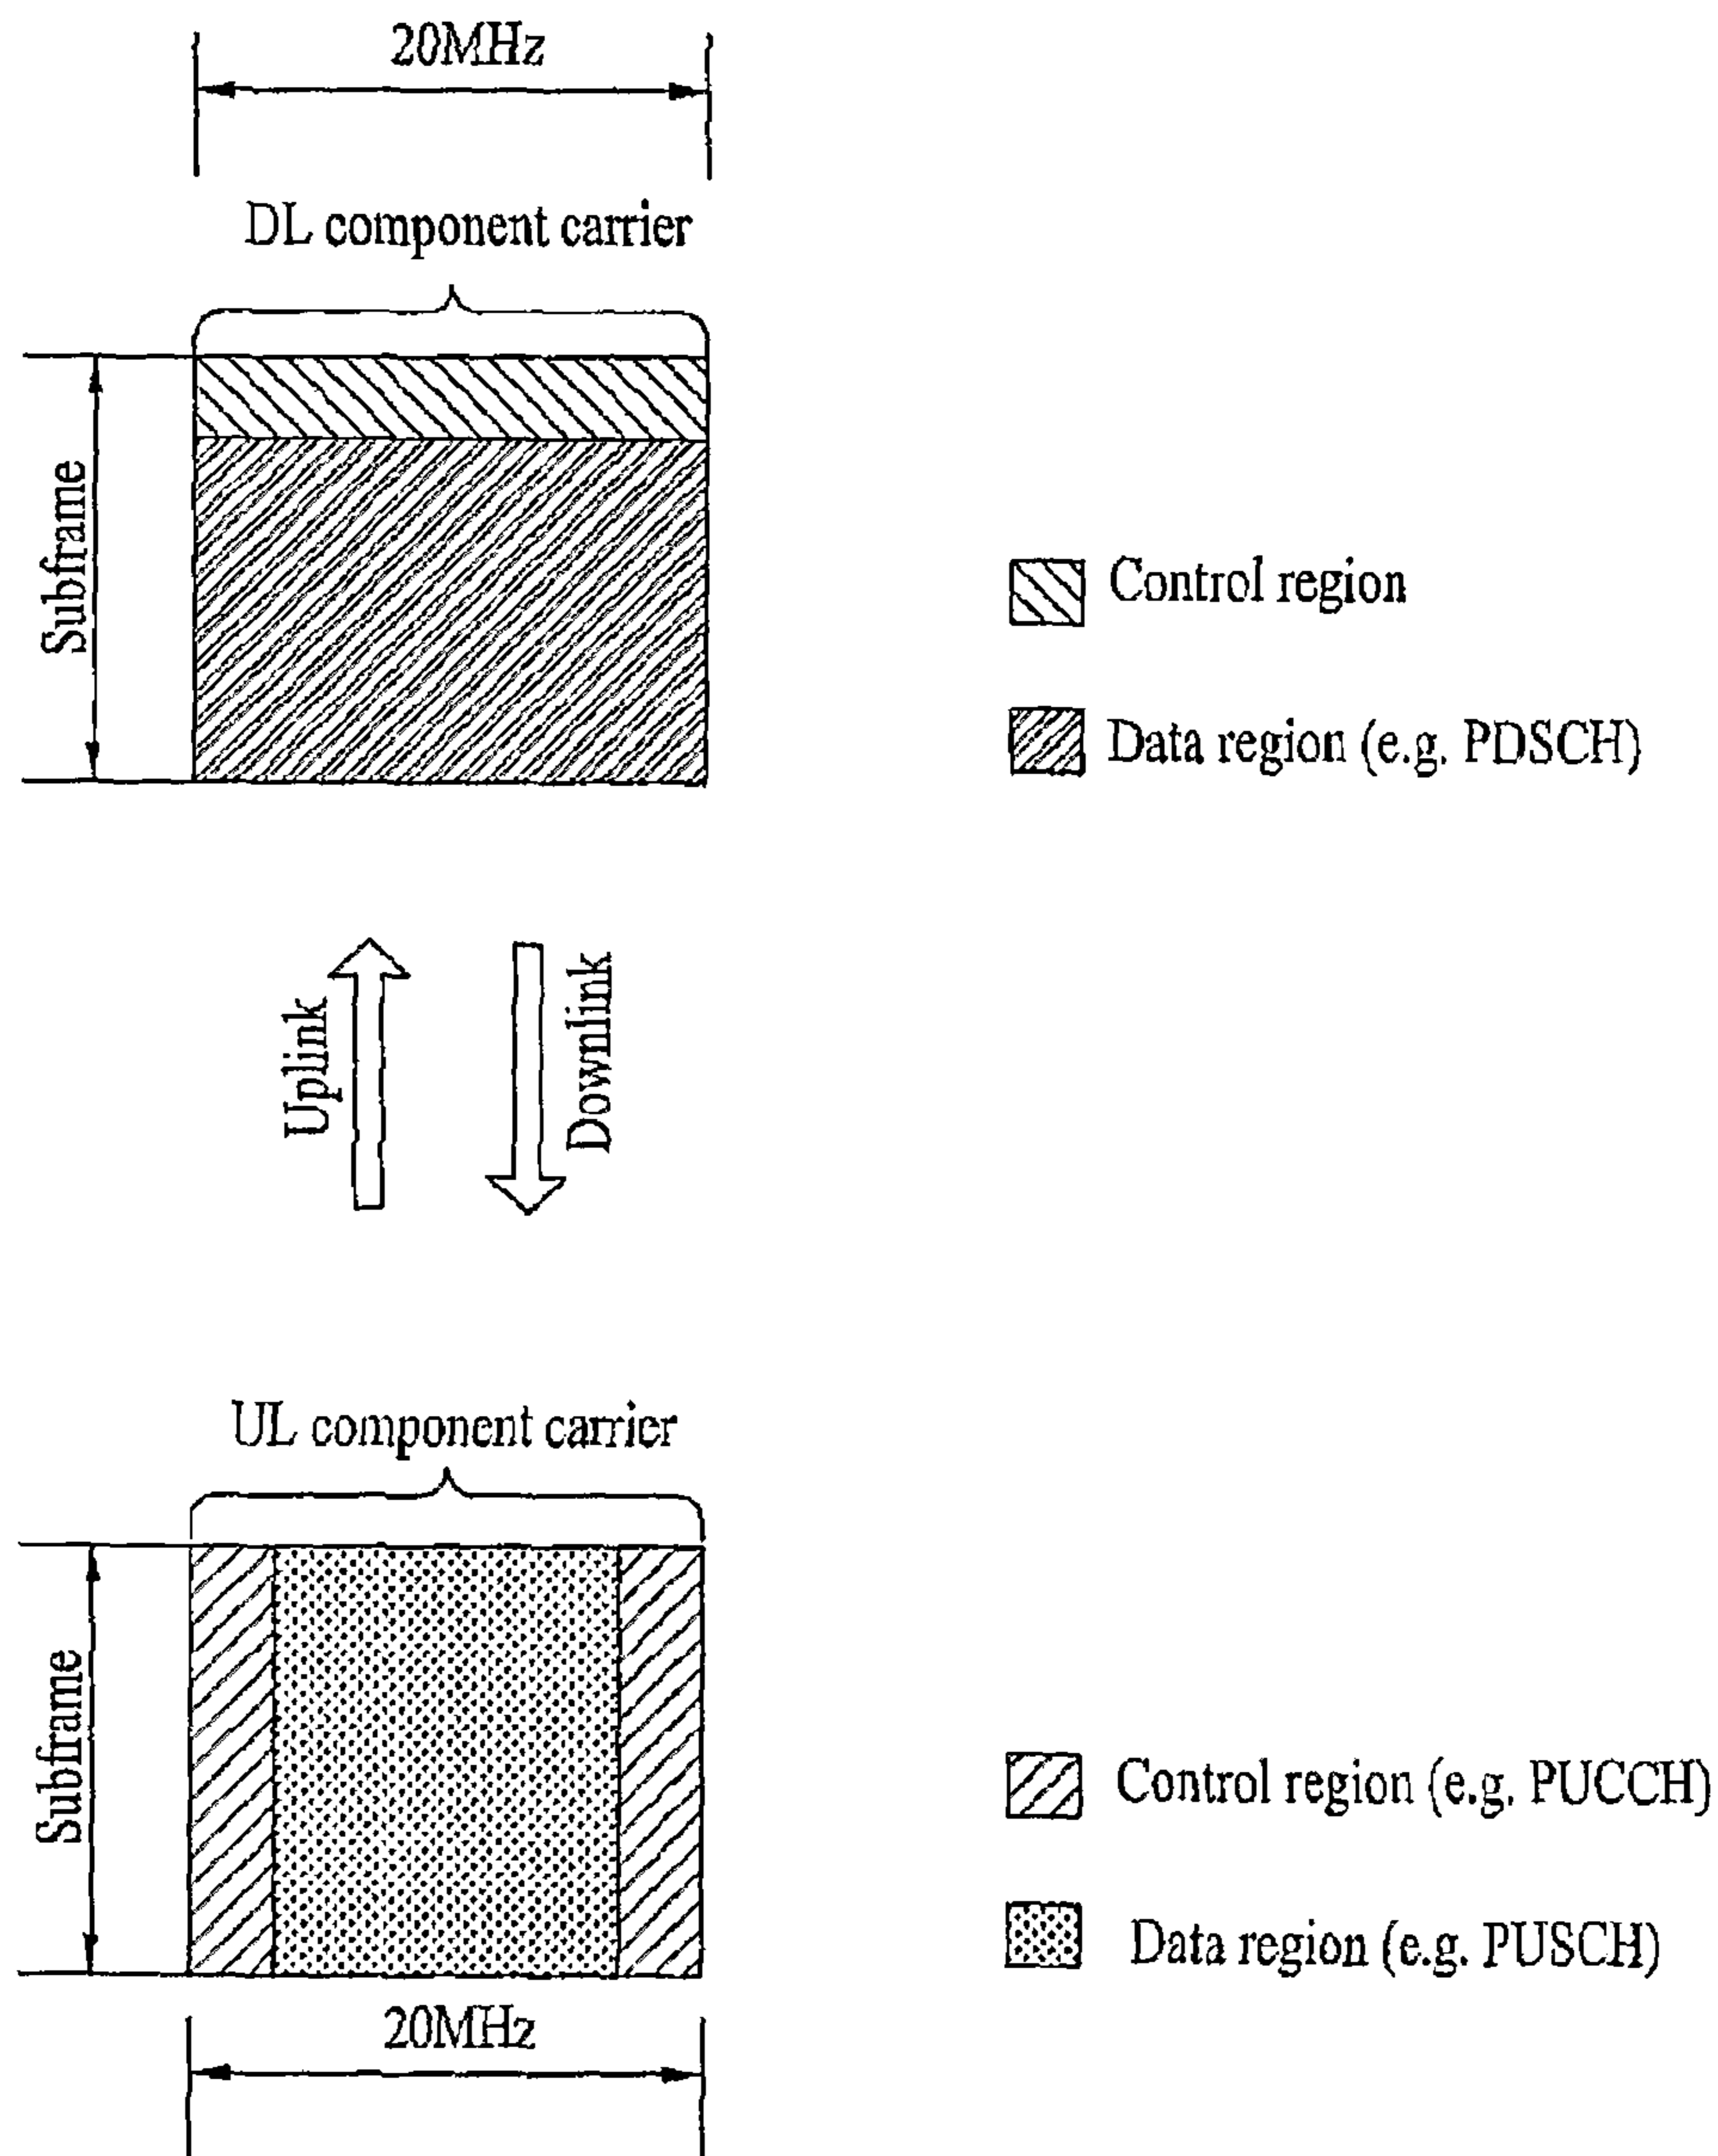 20MHz
DL component carrier
Subframe
Control region
Data region (e.g. PDSCH)
Uplink
Downlink
UL component carrier
Subframe
Control region (e.g. PUCCH)
Data region (e.g. PUSCH)
20MHz